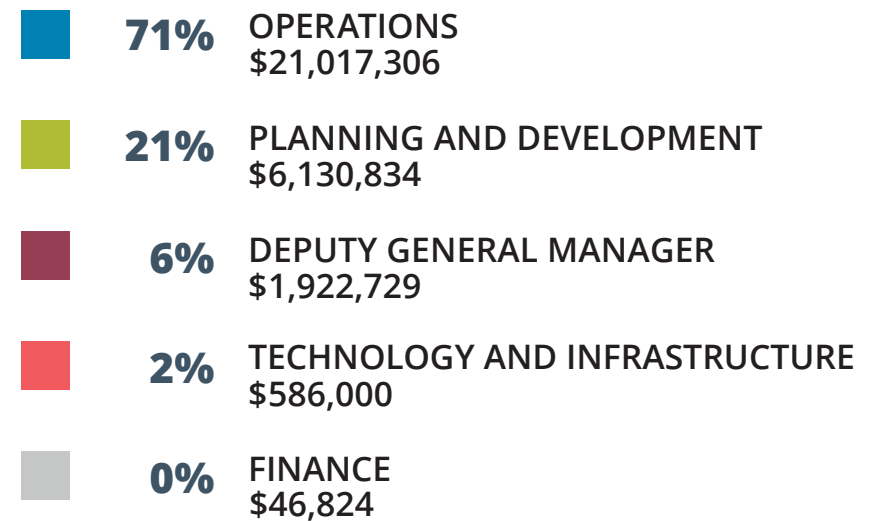 71% OPERATIONS
$21,017,306
21% PLANNING AND DEVELOPMENT
$6,130,834
6% DEPUTY GENERAL MANAGER
$1,922,729
2% TECHNOLOGY AND INFRASTRUCTURE
$586,000
0% FINANCE
$46,824